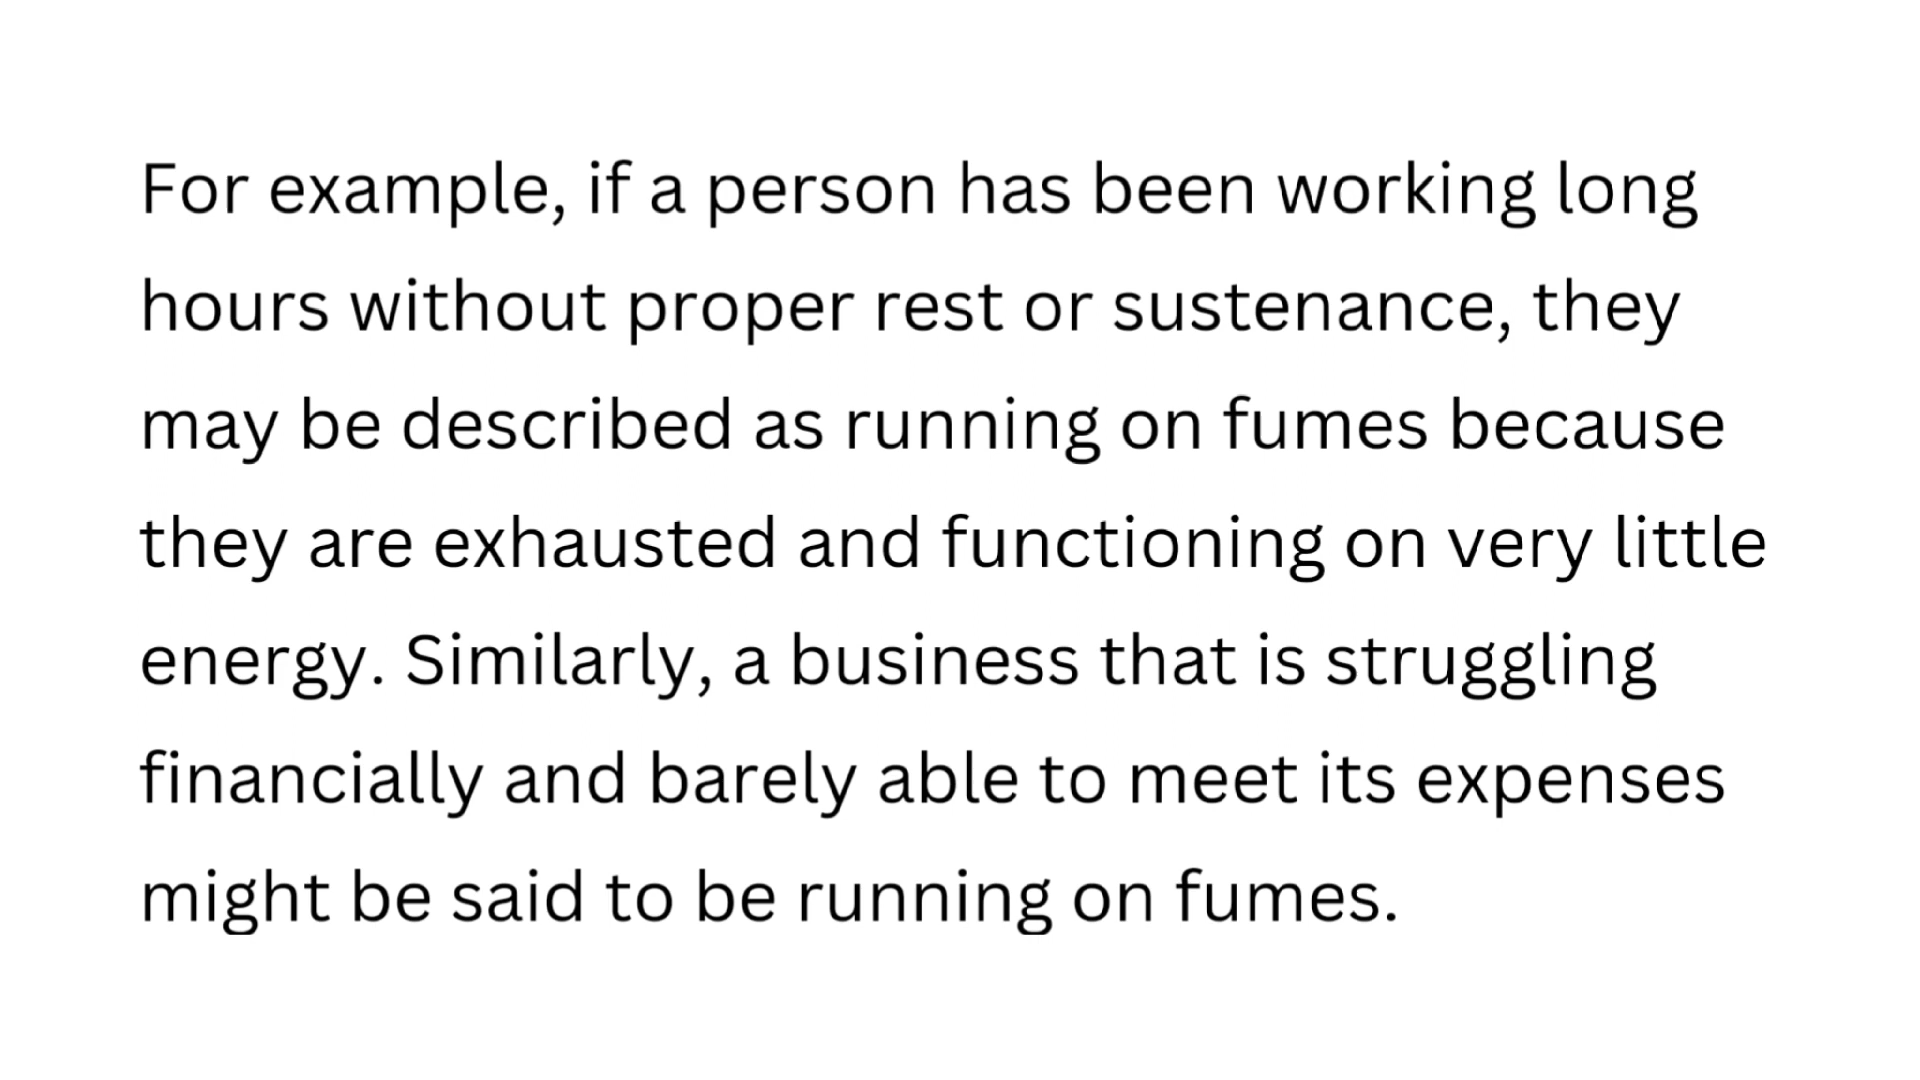 For example, if a person has been working long
hours without proper rest or sustenance, they
may be described as running on fumes because
they are exhausted and functioning on very little
energy. Similarly, a business that is struggling
financially and barely able to meet its expenses
might be said to be running on fumes.